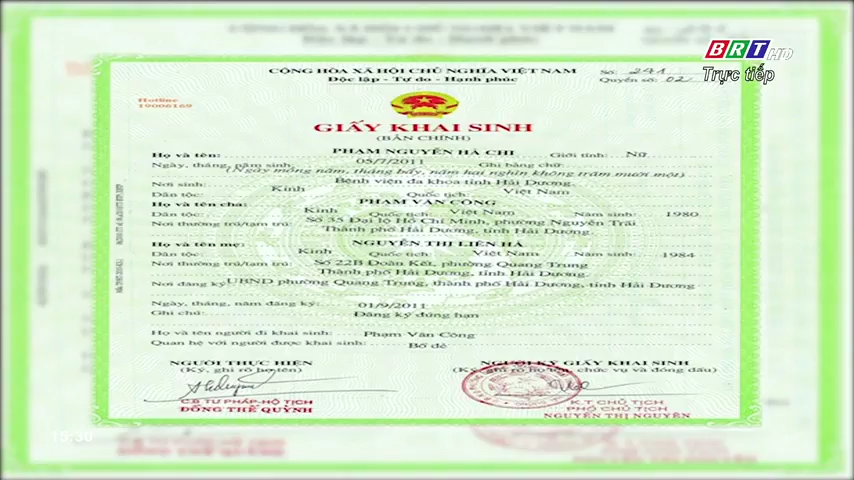 BRT HD
Trực tiếp
CỘNG HÒA XÃ HỘI CHỦ NGHĨA VIỆT NAM
Độc lập - Tự do - Hạnh phúc
Số: 241
Quyển số: 02
Hotline
19006169
GIẤY KHAI SINH
(BẢN CHÍNH)
Họ và tên: PHẠM NGUYỄN HÀ CHI Giới tính: Nữ
Ngày, tháng, năm sinh: 05/7/2011 Ghi bằng chữ:
(Ngày mồng năm, tháng bảy, năm hai nghìn không trăm mười một)
Nơi sinh: Bệnh viện đa khoa tỉnh Hải Dương
Dân tộc: Kinh Quốc tịch: Việt Nam
Họ và tên cha: PHẠM VĂN CÔNG
Dân tộc: Kinh Quốc tịch: Việt Nam Năm sinh: 1980
Nơi thường trú/tạm trú: Số 35 Đại lộ Hồ Chí Minh, phường Nguyễn Trãi
Thành phố Hải Dương, tỉnh Hải Dương
Họ và tên mẹ: NGUYỄN THỊ LIÊN HÀ
Dân tộc: Kinh Quốc tịch: Việt Nam Năm sinh: 1984
Nơi thường trú/tạm trú: Số 22B Đoàn Kết, phường Quang Trung
Thành phố Hải Dương, tỉnh Hải Dương
Nơi đăng ký: UBND phường Quang Trung, thành phố Hải Dương, tỉnh Hải Dương
Ngày, tháng, năm đăng ký: 01/9/2011
Ghi chú: Đăng ký đúng hạn
Họ và tên người đi khai sinh: Phạm Văn Công
Quan hệ với người được khai sinh: Bố đẻ
NGƯỜI THỰC HIỆN
(Ký, ghi rõ họ tên)
C.B TƯ PHÁP-HỘ TỊCH
ĐỒNG THẾ QUỲNH
NGƯỜI KÝ GIẤY KHAI SINH
(Ký, ghi rõ họ tên, chức vụ và đóng dấu)
K.T CHỦ TỊCH
PHÓ CHỦ TỊCH
NGUYỄN THỊ NGUYÊN
15:30